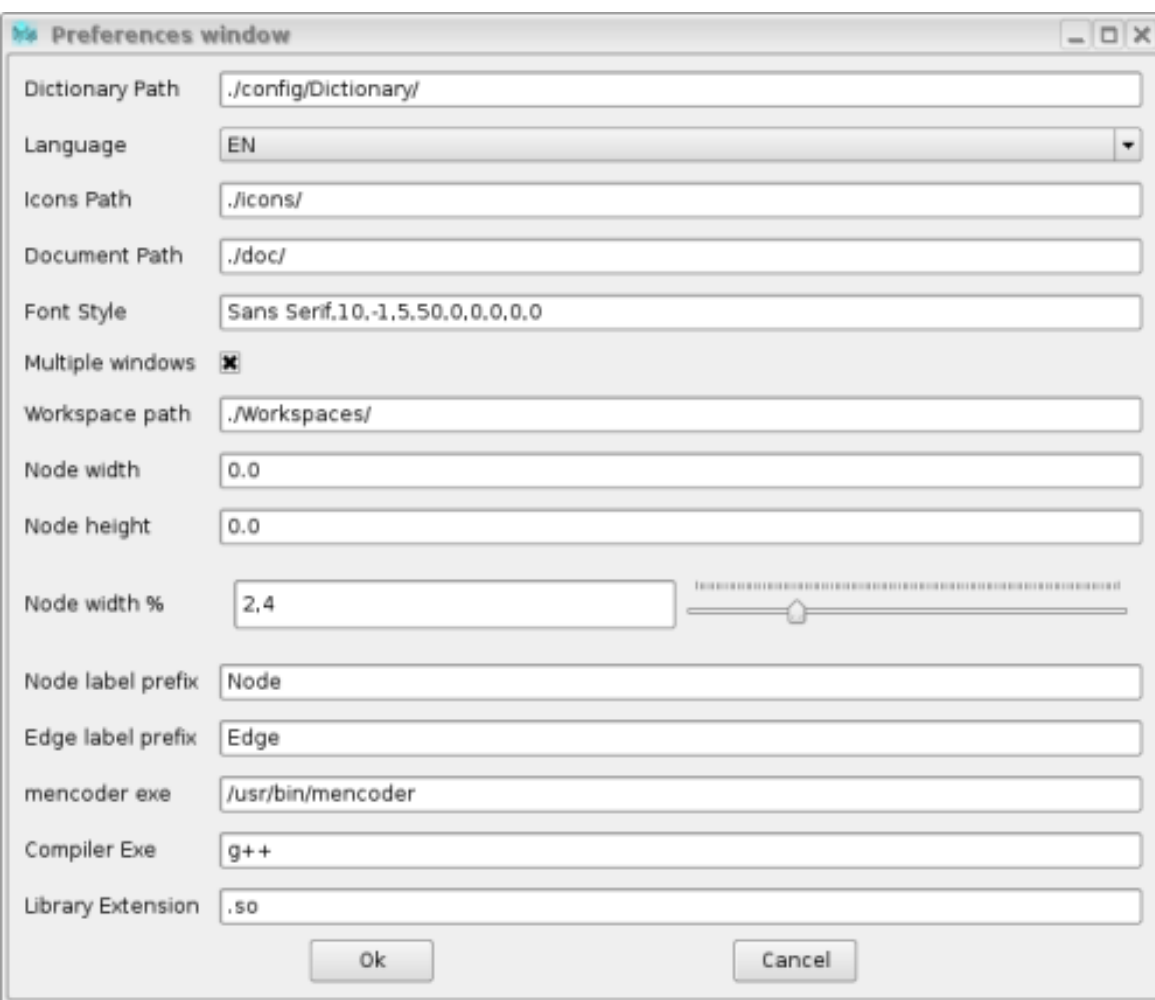 Preferences window
Dictionary Path ./config/Dictionary/
Language EN
Icons Path ./icons/
Document Path ./doc/
Font Style Sans Serif,10,-1,5,50,0,0,0,0,0
Multiple windows
Workspace path ./Workspaces/
Node width 0.0
Node height 0.0
Node width % 2,4
Node label prefix Node
Edge label prefix Edge
mencoder exe /usr/bin/mencoder
Compiler Exe g++
Library Extension .so
Ok Cancel